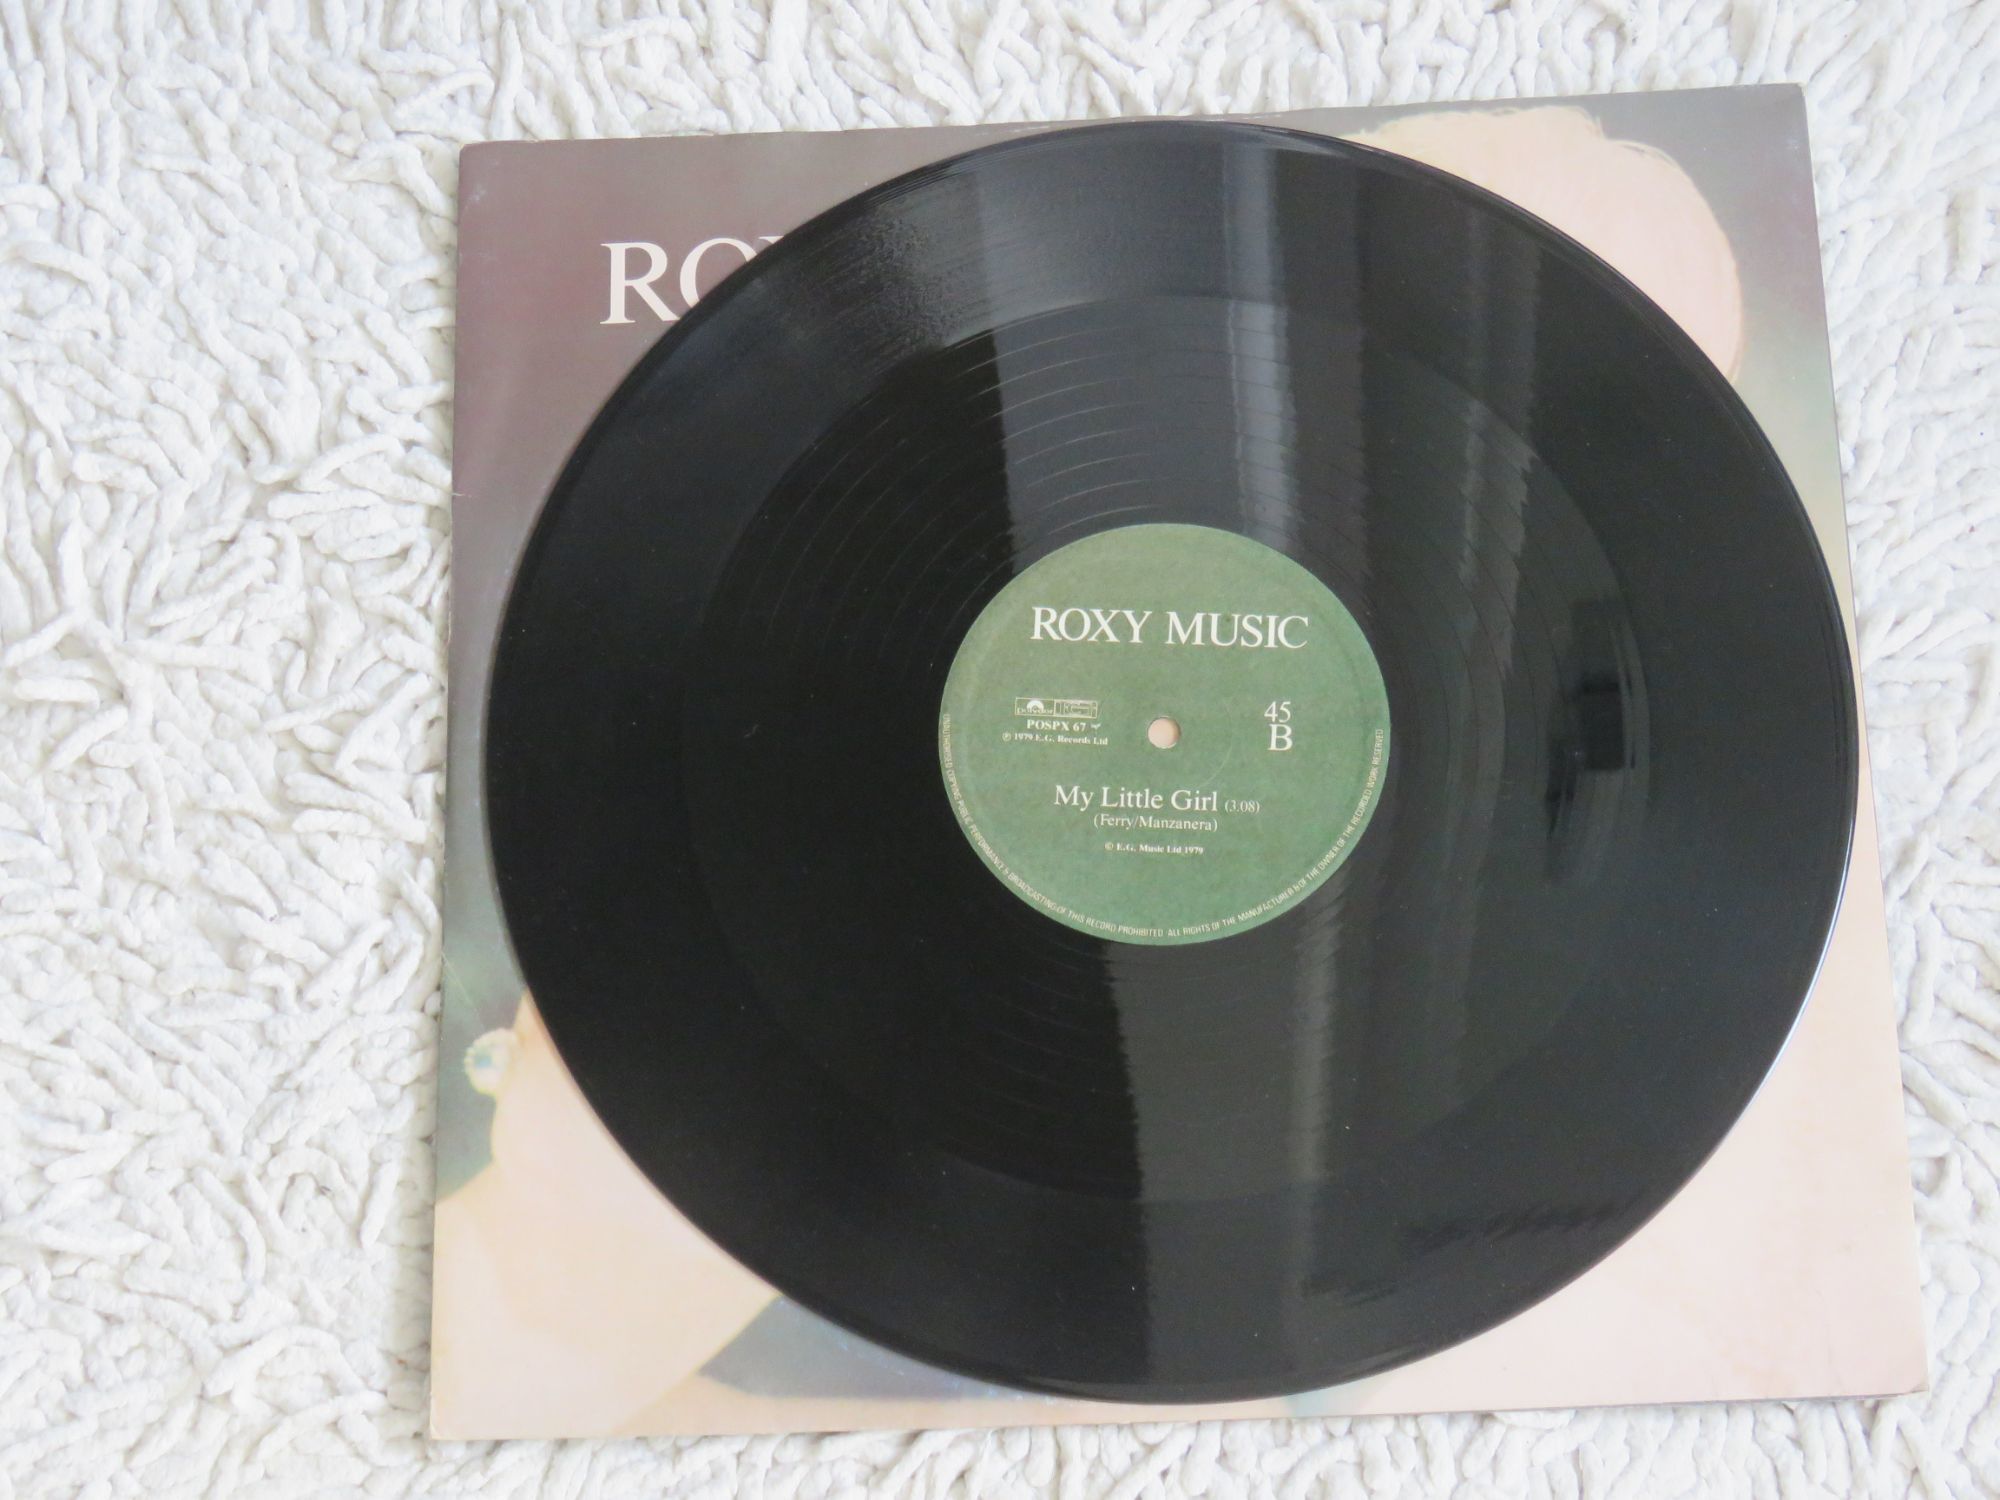 ROXY
ROXY MUSIC
Polydor
POSPX 67
℗ 1979 E.G. Records Ltd
45
B
My Little Girl (3.08)
(Ferry/Manzanera)
© E.G. Music Ltd 1979
UNAUTHORISED COPYING PUBLIC PERFORMANCE & BROADCASTING OF THIS RECORD PROHIBITED. ALL RIGHTS OF THE MANUFACTURER & OF THE OWNER OF THE RECORDED WORK RESERVED